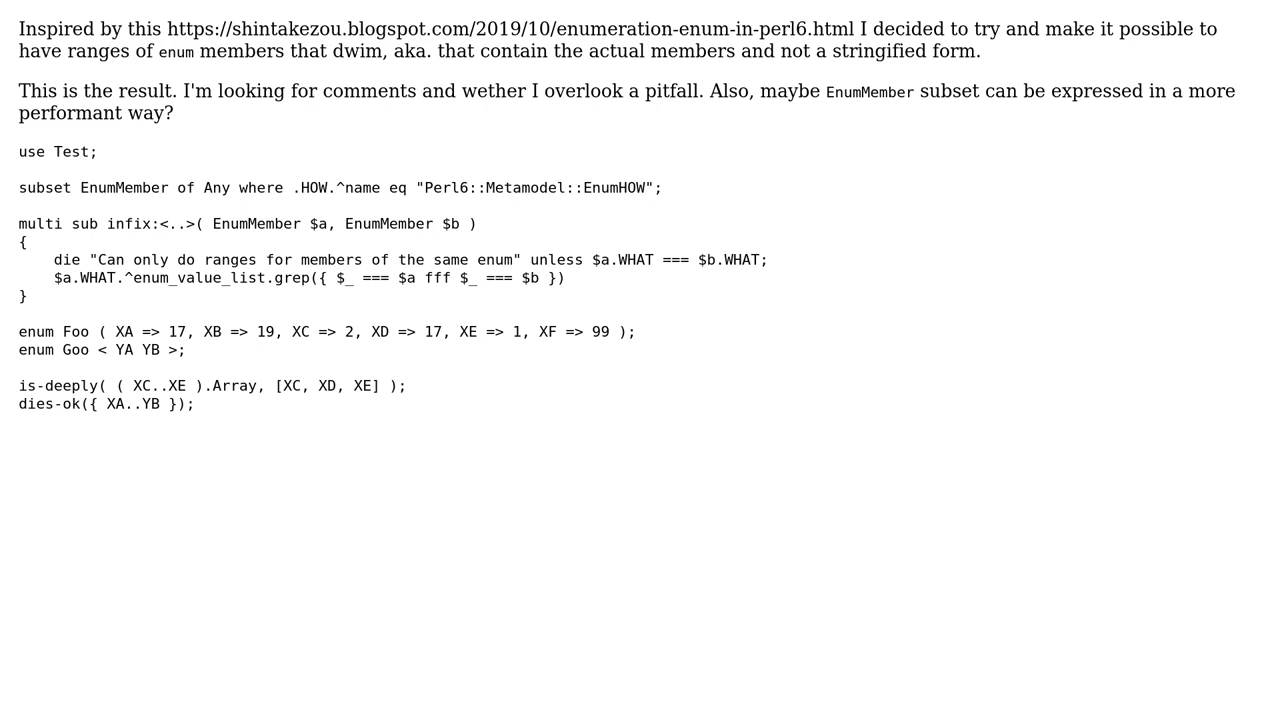 Inspired by this https://shintakezou.blogspot.com/2019/10/enumeration-enum-in-perl6.html I decided to try and make it possible to
have ranges of enum members that dwim, aka. that contain the actual members and not a stringified form.
This is the result. I'm looking for comments and wether I overlook a pitfall. Also, maybe EnumMember subset can be expressed in a more
performant way?
use Test;
subset EnumMember of Any where .HOW.^name eq "Perl6::Metamodel::EnumHOW";
multi sub infix:<..>( EnumMember $a, EnumMember $b )
{
    die "Can only do ranges for members of the same enum" unless $a.WHAT === $b.WHAT;
    $a.WHAT.^enum_value_list.grep({ $_ === $a fff $_ === $b })
}
enum Foo ( XA => 17, XB => 19, XC => 2, XD => 17, XE => 1, XF => 99 );
enum Goo < YA YB >;
is-deeply( ( XC..XE ).Array, [XC, XD, XE] );
dies-ok({ XA..YB });